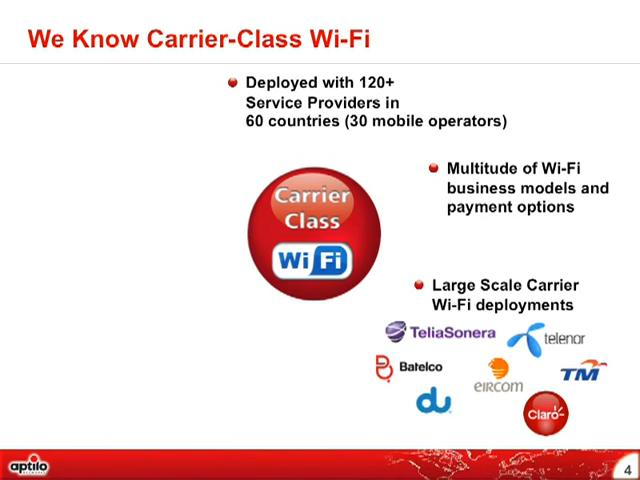 We Know Carrier-Class Wi-Fi
Deployed with 120+
Service Providers in
60 countries (30 mobile operators)
Multitude of Wi-Fi
business models and
payment options
Carrier
Class
Wi Fi
Large Scale Carrier
Wi-Fi deployments
TeliaSonera
telenor
Batelco
eircom
TM
du
Claro
aptilo
4